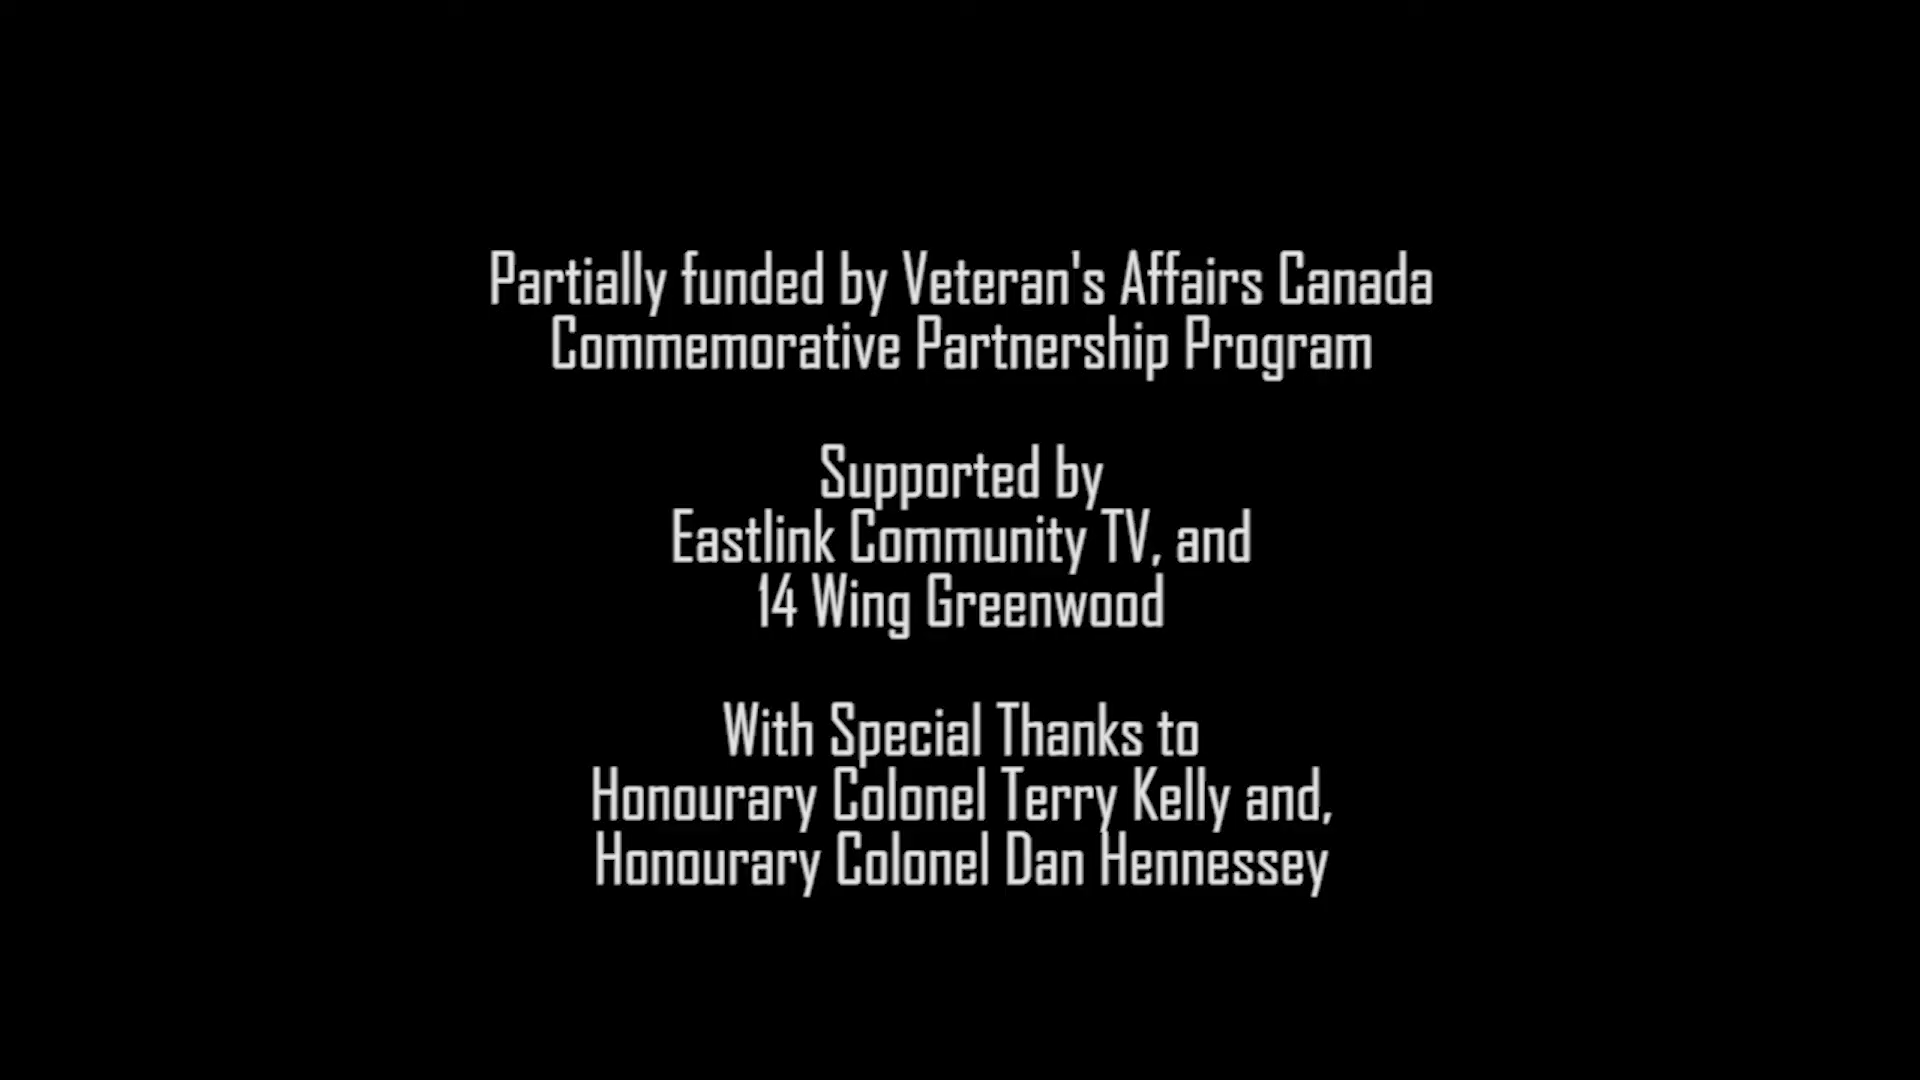 Partially funded by Veteran's Affairs Canada
Commemorative Partnership Program
Supported by
Eastlink Community TV, and
14 Wing Greenwood
With Special Thanks to
Honourary Colonel Terry Kelly and,
Honourary Colonel Dan Hennessey